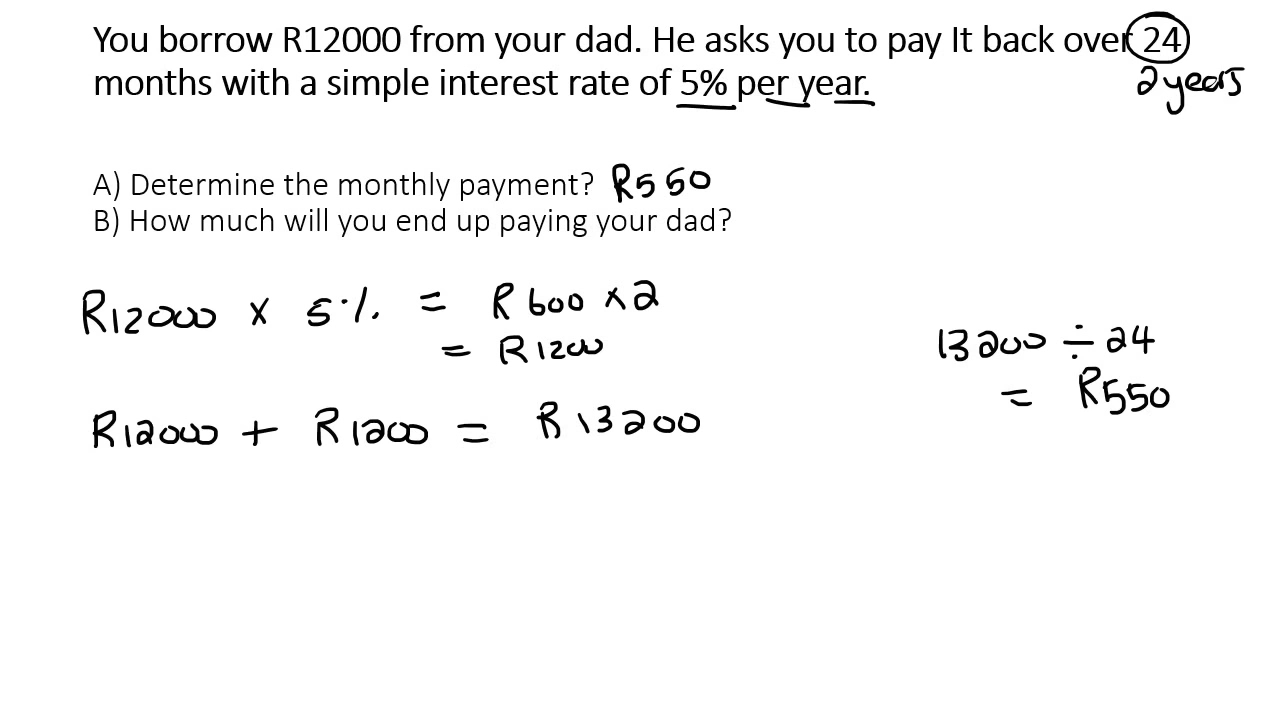 You borrow R12000 from your dad. He asks you to pay It back over 24
months with a simple interest rate of 5% per year.
2 years
A) Determine the monthly payment? R550
B) How much will you end up paying your dad?
R12000 × 5% = R600 × 2
= R1200
13200 ÷ 24
= R550
R12000 + R1200 = R13200